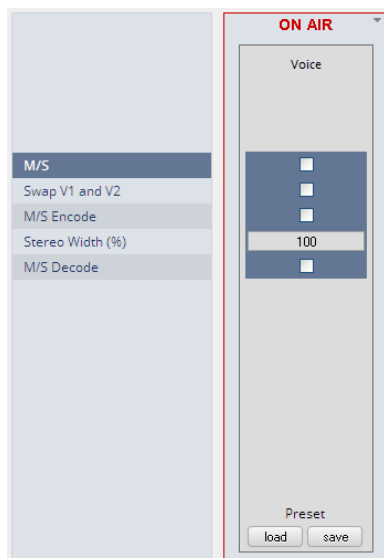 ON AIR
Voice
M/S
Swap V1 and V2
M/S Encode
Stereo Width (%)
100
M/S Decode
Preset
load
save